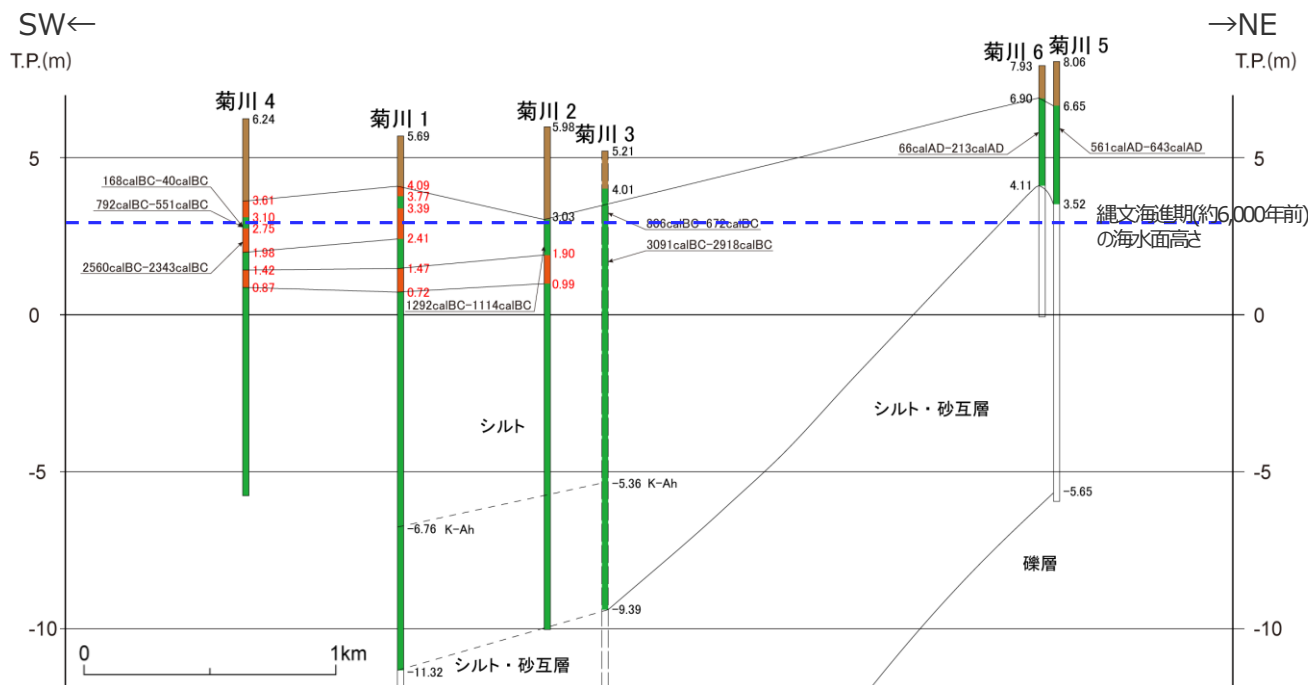 SW←
→NE
T.P.(m)
T.P.(m)
菊川 4
6.24
菊川 1
5.69
菊川 2
5.98
菊川 3
5.21
菊川 6
7.93
菊川 5
8.06
6.90
6.65
5
5
66calAD-213calAD
561calAD-643calAD
168calBC-40calBC
792calBC-551calBC
2560calBC-2343calBC
3.61
3.10
2.75
1.98
1.42
0.87
4.09
3.77
3.39
2.41
1.47
0.72
3.03
1.90
0.99
1292calBC-1114calBC
4.01
806calBC-672calBC
3091calBC-2918calBC
4.11
3.52
縄文海進期(約6,000年前)
の海水面高さ
0
0
シルト
シルト・砂互層
-5
-5
-5.36 K-Ah
-6.76 K-Ah
-5.65
礫層
-9.39
-10
-10
-11.32
シルト・砂互層
0
1km